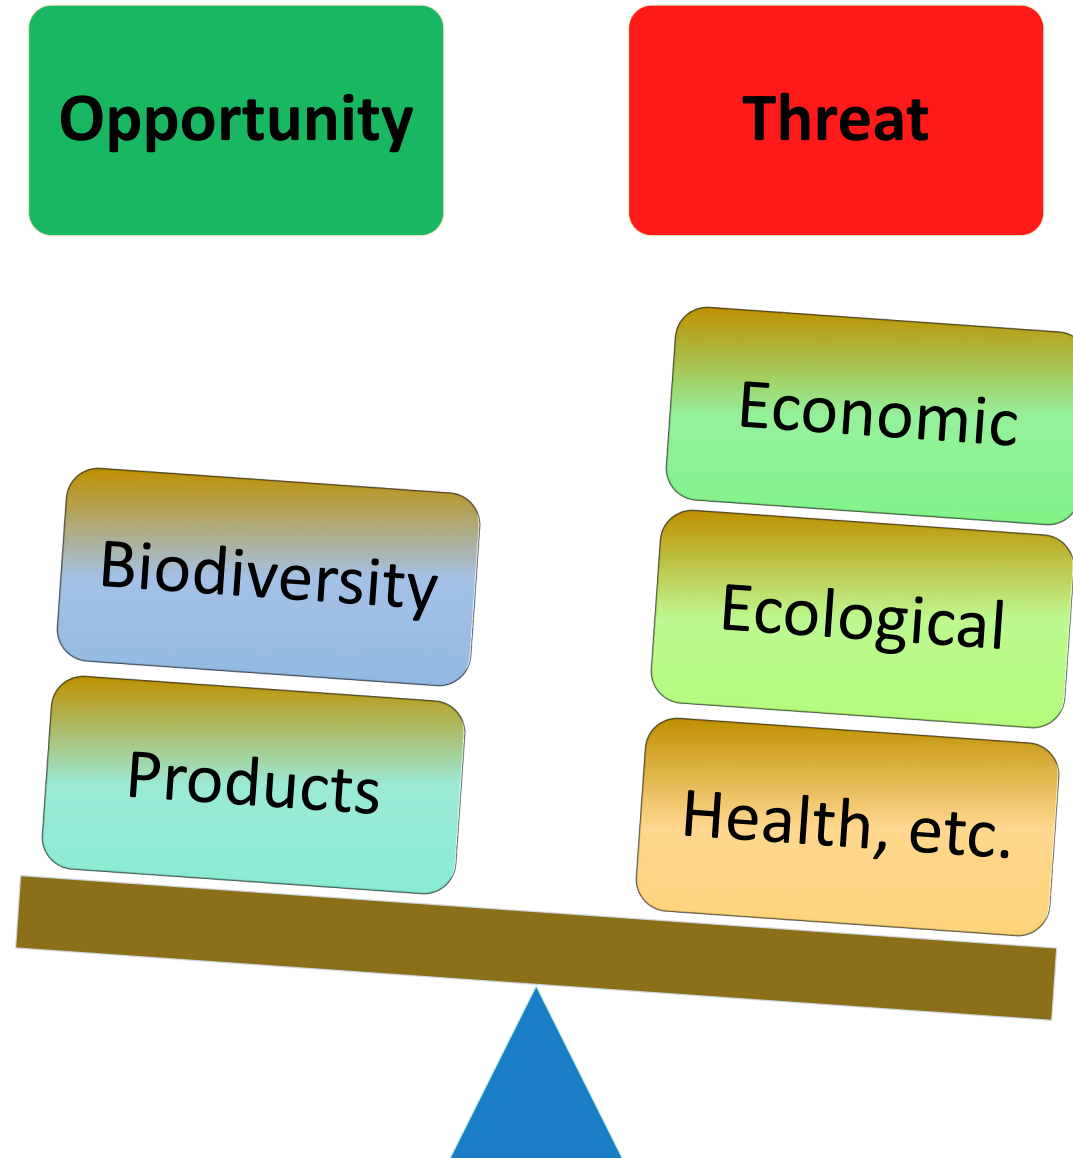 Opportunity
Threat
Economic
Biodiversity
Ecological
Products
Health, etc.